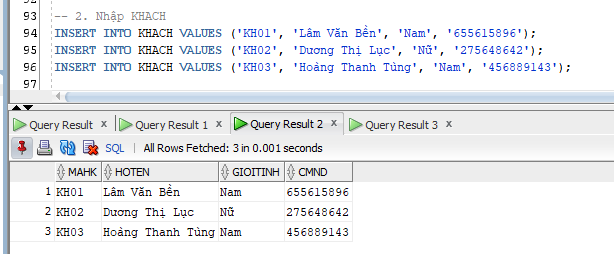 93
-- 2. Nhập KHACH
94 INSERT INTO KHACH VALUES ('KH01', 'Lâm Văn Bền', 'Nam', '655615896');
95 INSERT INTO KHACH VALUES ('KH02', 'Dương Thị Lục', 'Nữ', '275648642');
96 INSERT INTO KHACH VALUES ('KH03', 'Hoàng Thanh Tùng', 'Nam', '456889143');
97
Query Result x Query Result 1 x Query Result 2 x Query Result 3 x
SQL | All Rows Fetched: 3 in 0.001 seconds
MAHK HOTEN GIOITINH CMND
1 KH01 Lâm Văn Bền Nam 655615896
2 KH02 Dương Thị Lục Nữ 275648642
3 KH03 Hoàng Thanh Tùng Nam 456889143